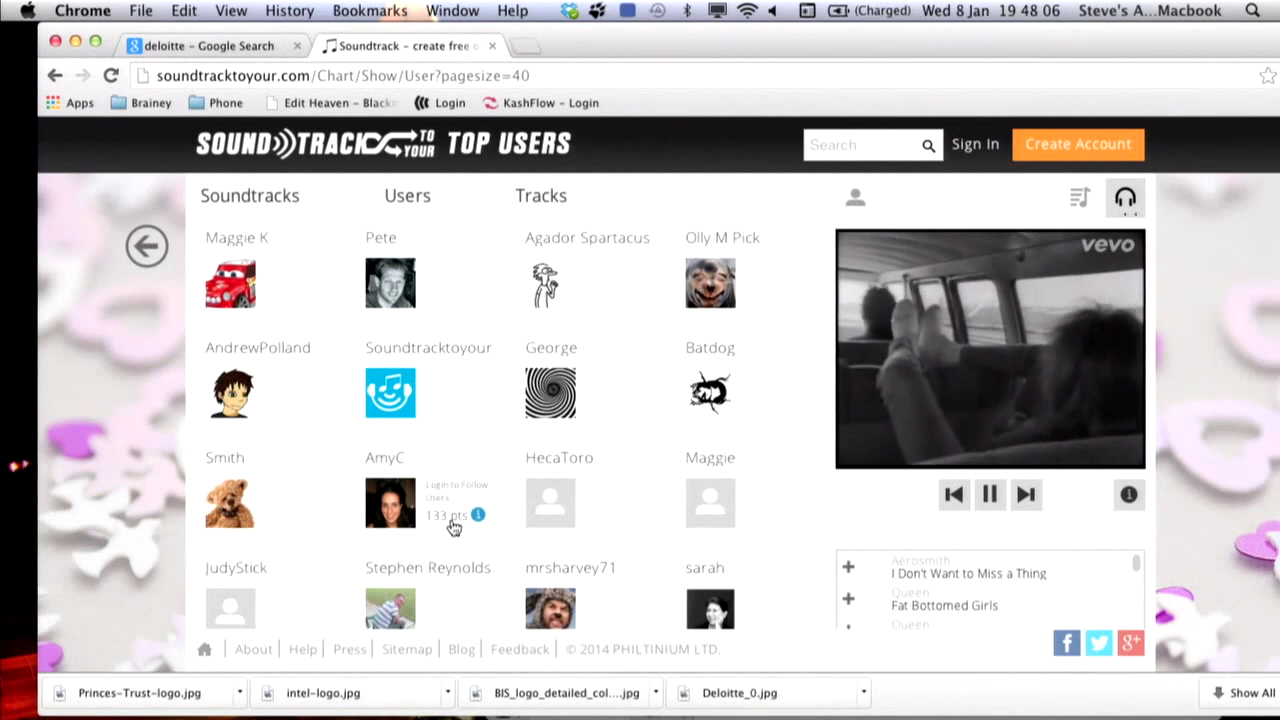 Chrome File Edit View History Bookmarks Window Help (Charged) Wed 8 Jan 19 48 06 Steve's A...Macbook
deloitte – Google Search
Soundtrack – create free
soundtracktoyour.com/Chart/Show/User?pagesize=40
Apps Brainey Phone Edit Heaven – Black Login KashFlow – Login
SOUNDTRACK TO YOUR TOP USERS Search Sign In Create Account
Soundtracks Users Tracks
Maggie K Pete Agador Spartacus Olly M Pick
vevo
AndrewPolland Soundtracktoyour George Batdog
Smith AmyC HecaToro Maggie
Login to Follow
Users
133 pts
JudyStick Stephen Reynolds mrsharvey71 sarah
Aerosmith
I Don't Want to Miss a Thing
Queen
Fat Bottomed Girls
Queen
About Help Press Sitemap Blog Feedback © 2014 PHILTINIUM LTD.
Princes-Trust-logo.jpg intel-logo.jpg BIS_logo_detailed_col....jpg Deloitte_0.jpg Show All